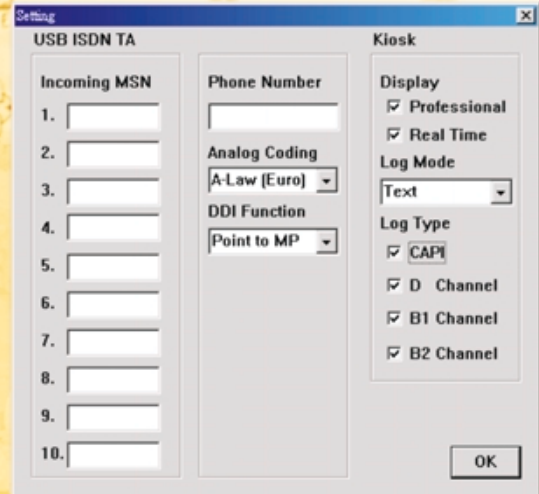 Setting
USB ISDN TA
Kiosk
Incoming MSN
1.
2.
3.
4.
5.
6.
7.
8.
9.
10.
Phone Number
Analog Coding
A-Law (Euro)
DDI Function
Point to MP
Display
Professional
Real Time
Log Mode
Text
Log Type
CAPI
D Channel
B1 Channel
B2 Channel
OK